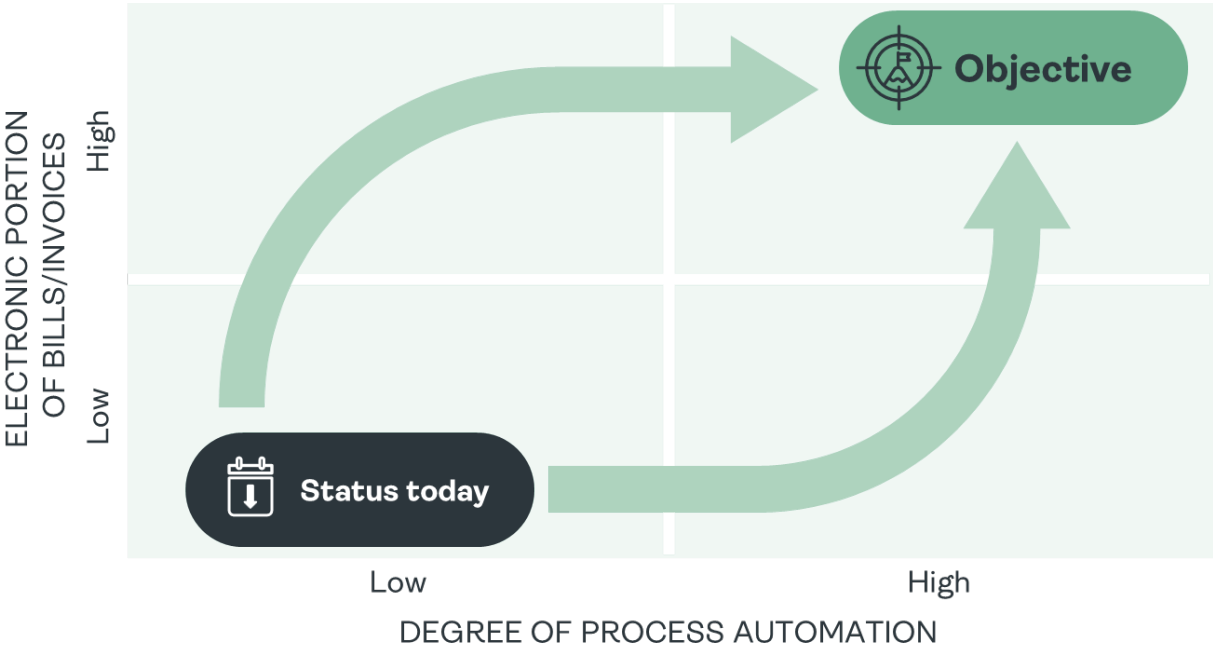 ELECTRONIC PORTION
OF BILLS/INVOICES
High
Low
Objective
Status today
Low
High
DEGREE OF PROCESS AUTOMATION